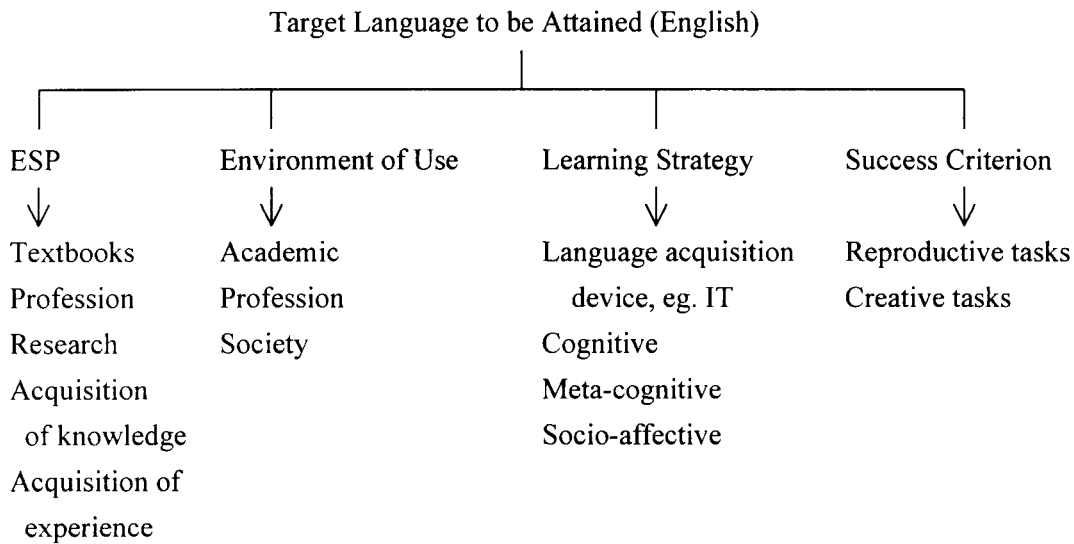 Target Language to be Attained (English)
ESP
Textbooks
Profession
Research
Acquisition
of knowledge
Acquisition of
experience
Environment of Use
Academic
Profession
Society
Learning Strategy
Language acquisition
device, eg. IT
Cognitive
Meta-cognitive
Socio-affective
Success Criterion
Reproductive tasks
Creative tasks